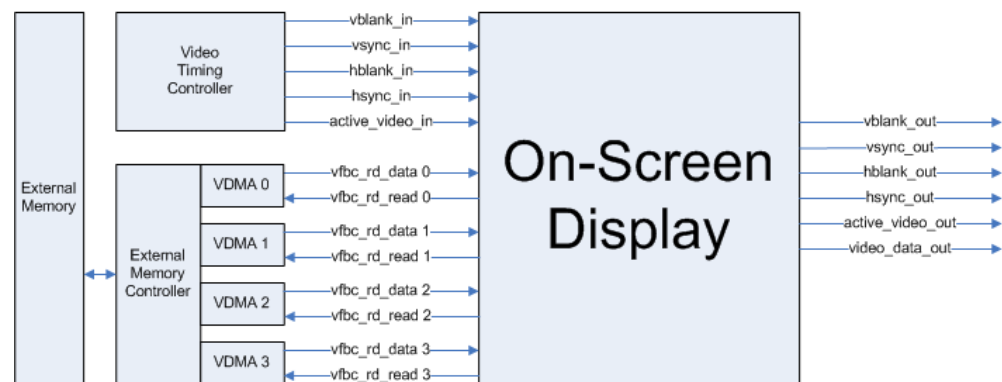 External
Memory
Video
Timing
Controller
vblank_in
vsync_in
hblank_in
hsync_in
active_video_in
External
Memory
Controller
VDMA 0
VDMA 1
VDMA 2
VDMA 3
vfbc_rd_data 0
vfbc_rd_read 0
vfbc_rd_data 1
vfbc_rd_read 1
vfbc_rd_data 2
vfbc_rd_read 2
vfbc_rd_data 3
vfbc_rd_read 3
On-Screen
Display
vblank_out
vsync_out
hblank_out
hsync_out
active_video_out
video_data_out